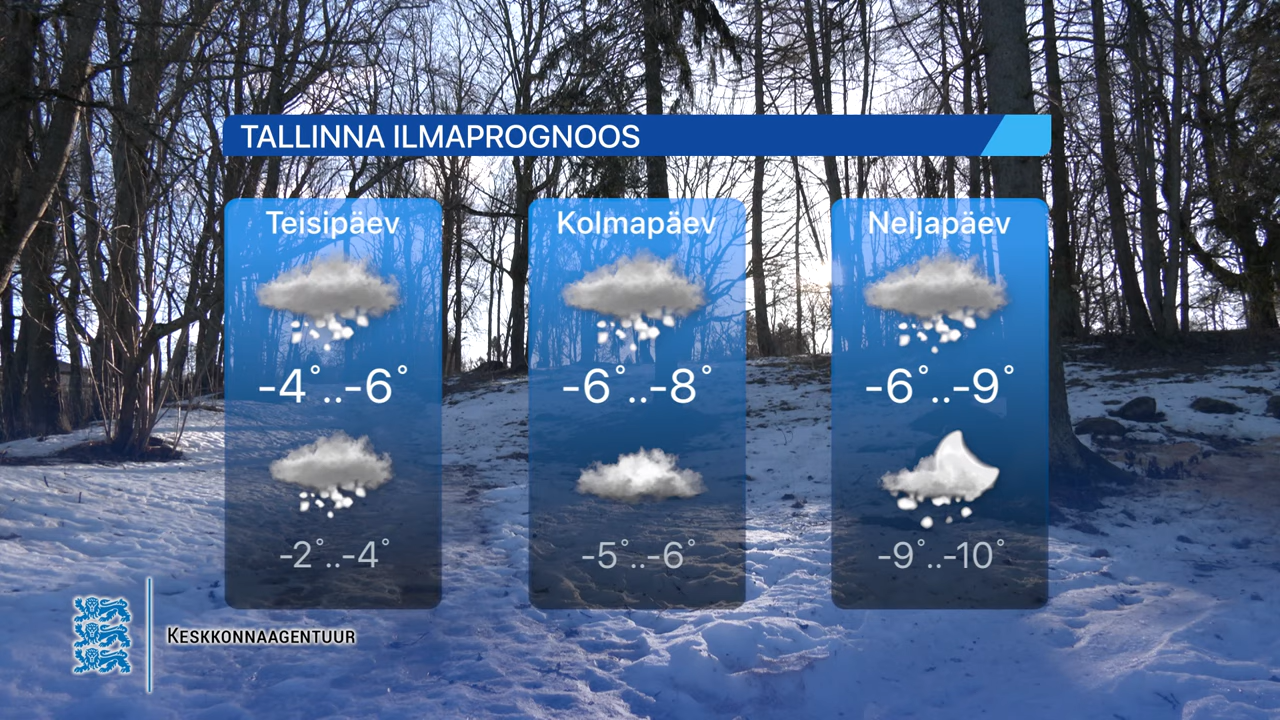 TALLINNA ILMAPROGNOOS
Teisipäev
-4°..-6°
-2°..-4°
Kolmapäev
-6°..-8°
-5°..-6°
Neljapäev
-6°..-9°
-9°..-10°
KESKKONNAAGENTUUR